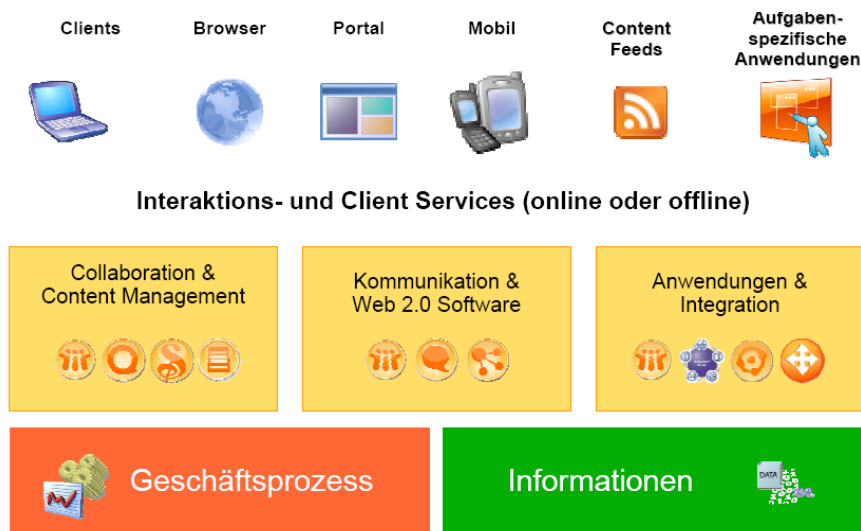 Clients
Browser
Portal
Mobil
Content
Feeds
Aufgaben-
spezifische
Anwendungen
Interaktions- und Client Services (online oder offline)
Collaboration &
Content Management
Kommunikation &
Web 2.0 Software
Anwendungen &
Integration
Geschäftsprozess
Informationen
DATA